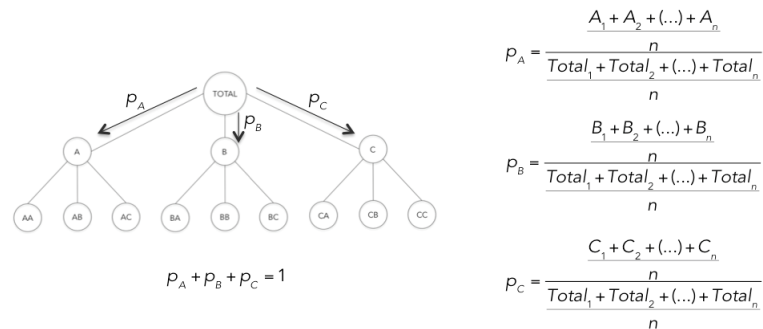 TOTAL
p_A
p_B
p_C
A
B
C
AA
AB
AC
BA
BB
BC
CA
CB
CC
p_A + p_B + p_C = 1
A_1 + A_2 + (...) + A_n
n
p_A =
Total_1 + Total_2 + (...) + Total_n
n
B_1 + B_2 + (...) + B_n
n
p_B =
Total_1 + Total_2 + (...) + Total_n
n
C_1 + C_2 + (...) + C_n
n
p_C =
Total_1 + Total_2 + (...) + Total_n
n